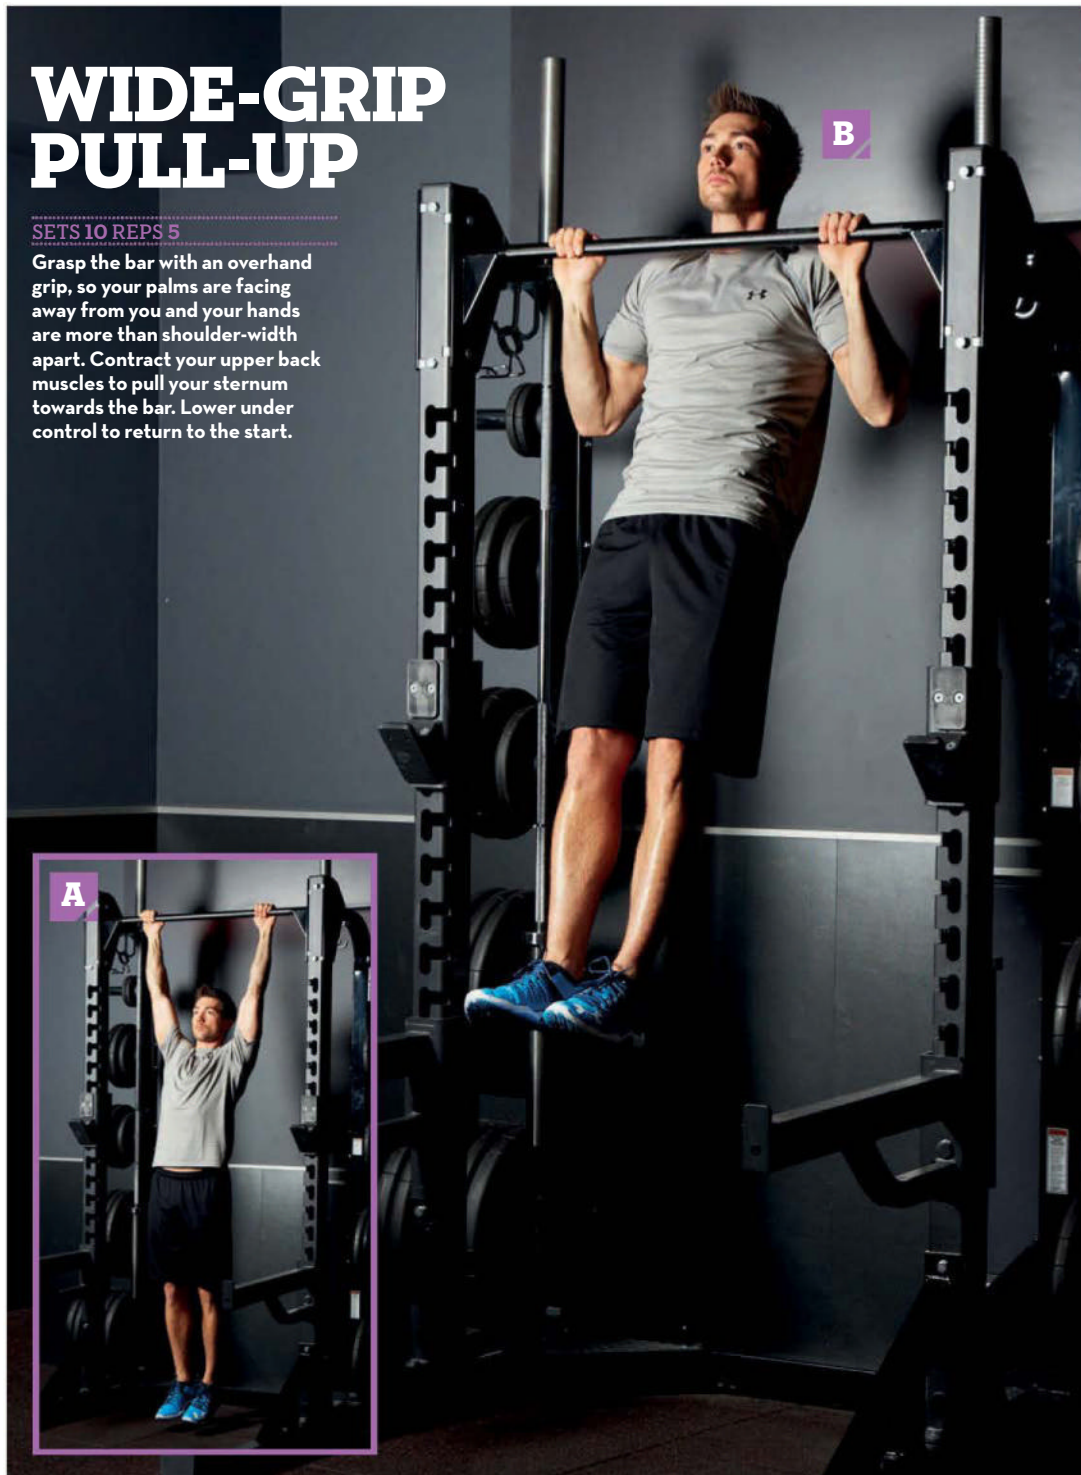 WIDE-GRIP
PULL-UP
SETS 10 REPS 5
Grasp the bar with an overhand
grip, so your palms are facing
away from you and your hands
are more than shoulder-width
apart. Contract your upper back
muscles to pull your sternum
towards the bar. Lower under
control to return to the start.
B
A